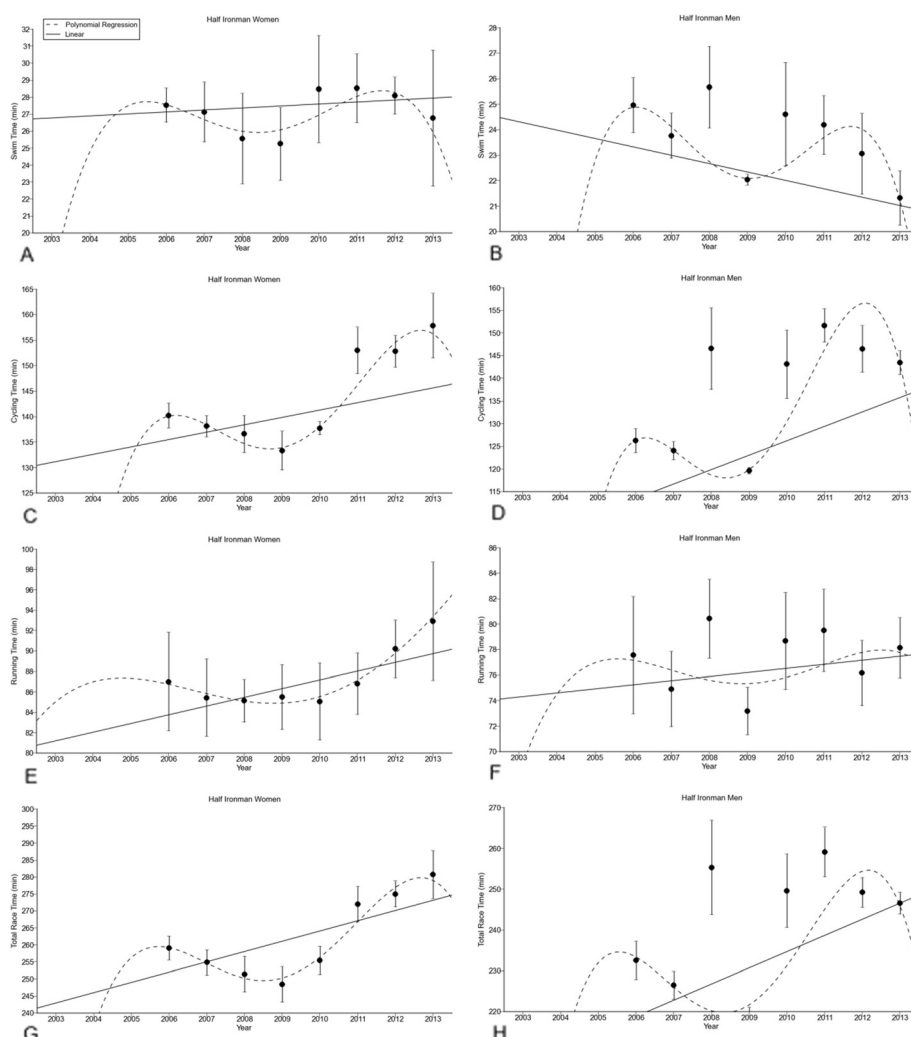 Half Ironman Women
Polynomial Regression
Linear
32
31
30
29
28
27
26
25
24
23
22
21
20
Swim Time (min)
2003 2004 2005 2006 2007 2008 2009 2010 2011 2012 2013
Year
A
Half Ironman Men
28
27
26
25
24
23
22
21
20
Swim Time (min)
2003 2004 2005 2006 2007 2008 2009 2010 2011 2012 2013
Year
B
Half Ironman Women
165
160
155
150
145
140
135
130
125
Cycling Time (min)
2003 2004 2005 2006 2007 2008 2009 2010 2011 2012 2013
Year
C
Half Ironman Men
160
155
150
145
140
135
130
125
120
115
Cycling Time (min)
2003 2004 2005 2006 2007 2008 2009 2010 2011 2012 2013
Year
D
Half Ironman Women
100
98
96
94
92
90
88
86
84
82
80
Running Time (min)
2003 2004 2005 2006 2007 2008 2009 2010 2011 2012 2013
Year
E
Half Ironman Men
86
84
82
80
78
76
74
72
70
Running Time (min)
2003 2004 2005 2006 2007 2008 2009 2010 2011 2012 2013
Year
F
Half Ironman Women
300
295
290
285
280
275
270
265
260
255
250
245
240
Total Race Time (min)
2003 2004 2005 2006 2007 2008 2009 2010 2011 2012 2013
Year
G
Half Ironman Men
270
260
250
240
230
220
Total Race Time (min)
2003 2004 2005 2006 2007 2008 2009 2010 2011 2012 2013
Year
H